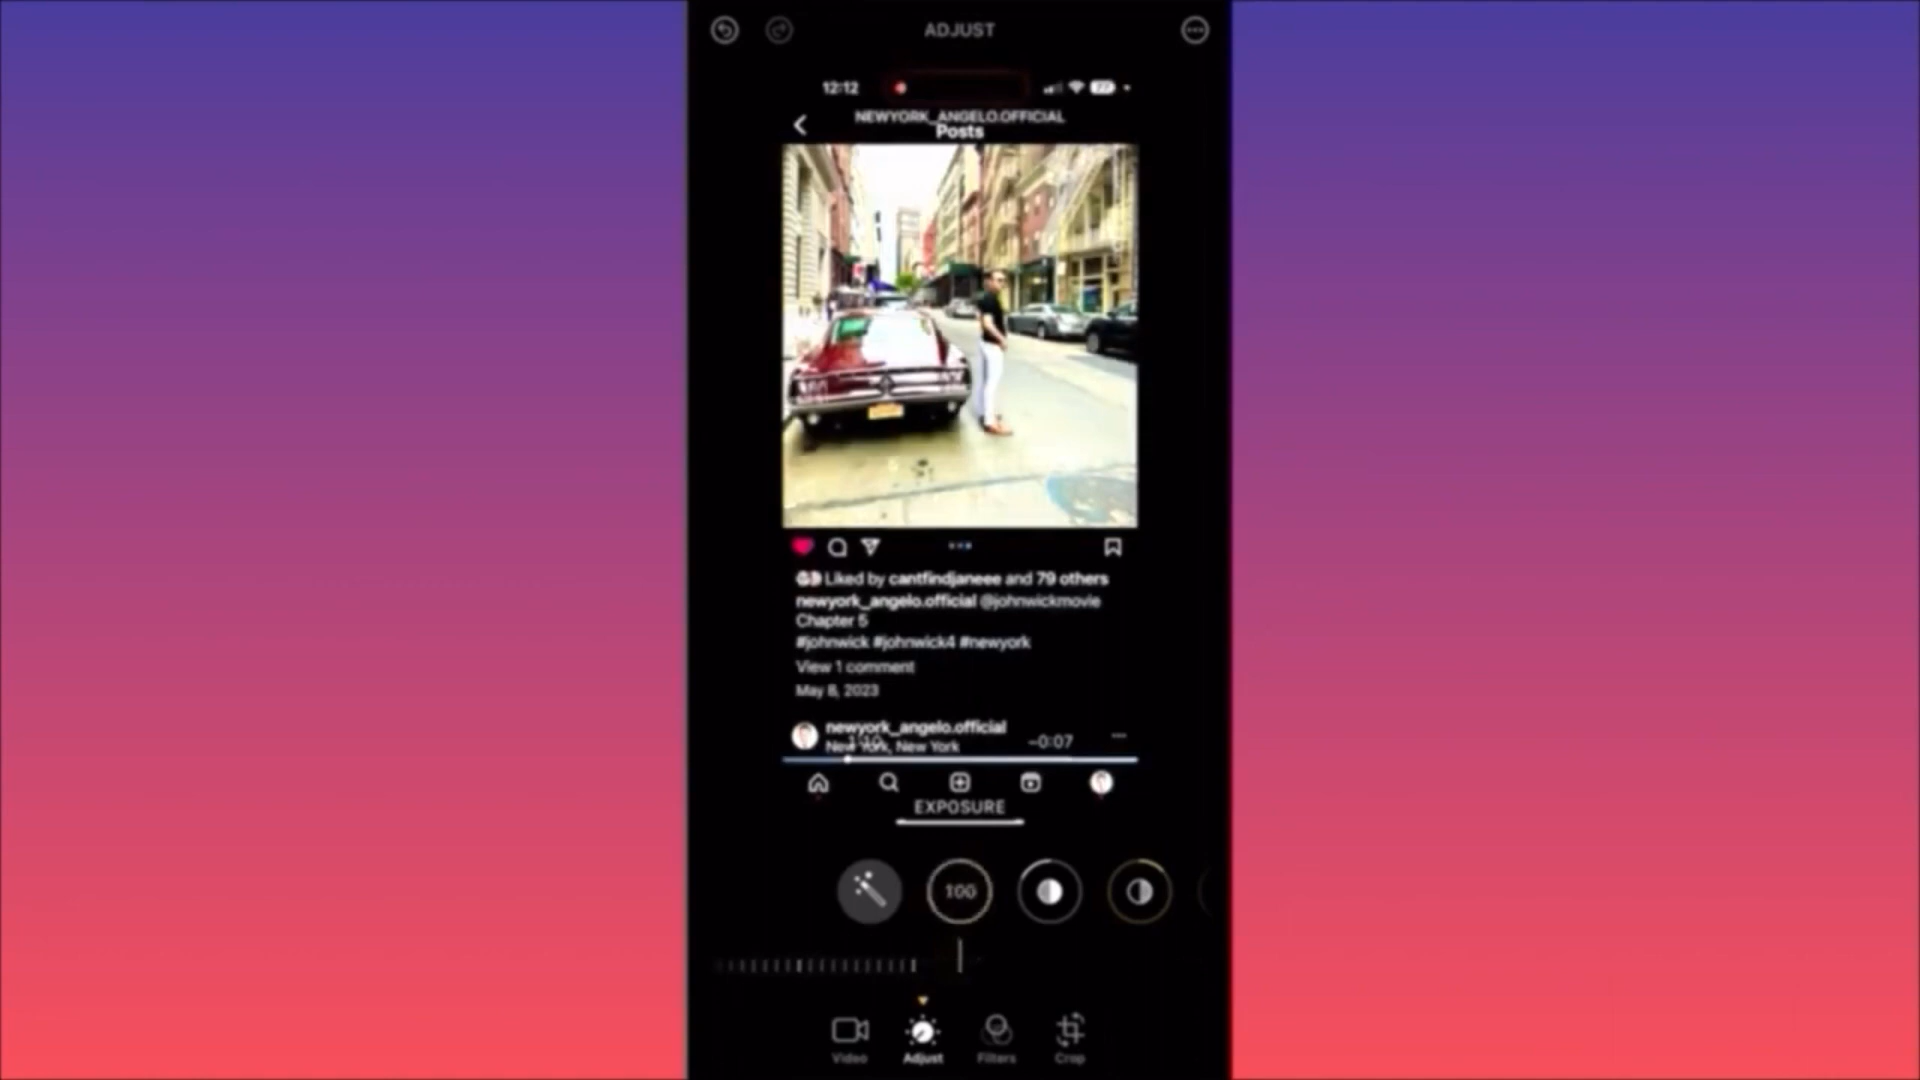 ADJUST
12:12
77
NEWYORK_ANGELO.OFFICIAL
Posts
Liked by cantfindjaneee and 79 others
newyork_angelo.official @johnwickmovie
Chapter 5
#johnwick #johnwick4 #newyork
View 1 comment
May 8, 2023
newyork_angelo.official
New York, New York
-0:07
EXPOSURE
100
Video
Adjust
Filters
Crop